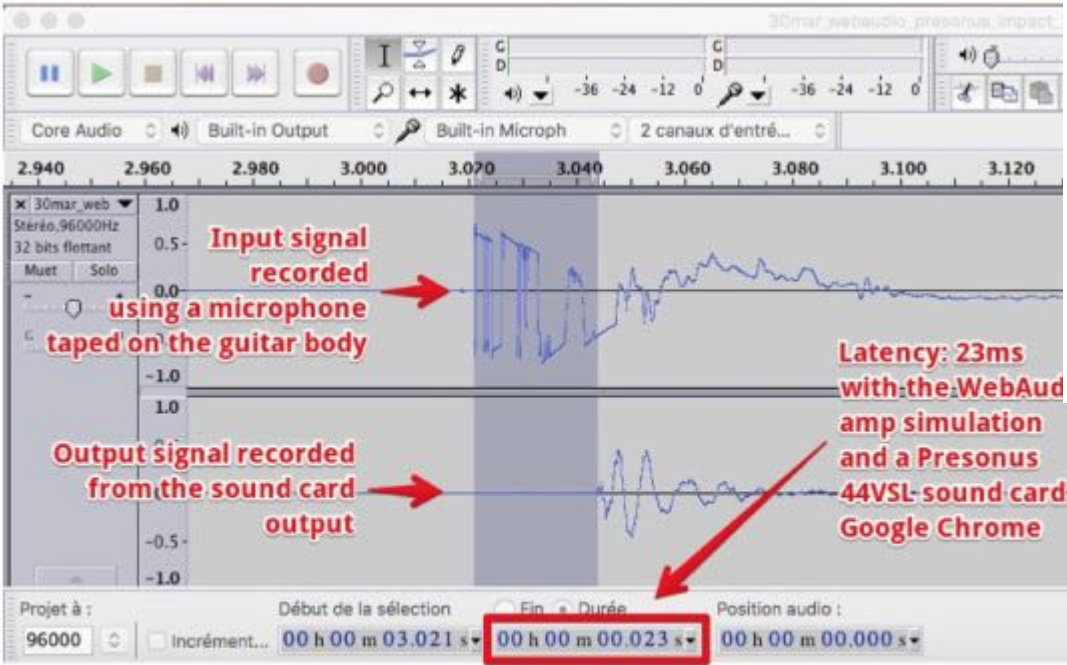 30mar_webaudio_presonus_impact_
G
D
-36 -24 -12 0
G
D
-36 -24 -12 0
Core Audio
Built-in Output
Built-in Microph
2 canaux d'entré...
2.940 2.960 2.980 3.000 3.020 3.040 3.060 3.080 3.100 3.120
30mar_web
Stéréo,96000Hz
32 bits flottant
Muet Solo
- +
G
1.0
0.5-
0.0-
-1.0
Input signal
recorded
using a microphone
taped on the guitar body
1.0
-0.5-
-1.0
Output signal recorded
from the sound card
output
Latency: 23ms
with the WebAud
amp simulation
and a Presonus
44VSL sound card
Google Chrome
Projet à :
96000
Incrément...
Début de la sélection
00 h 00 m 03.021 s
Fin Durée
00 h 00 m 00.023 s
Position audio :
00 h 00 m 00.000 s